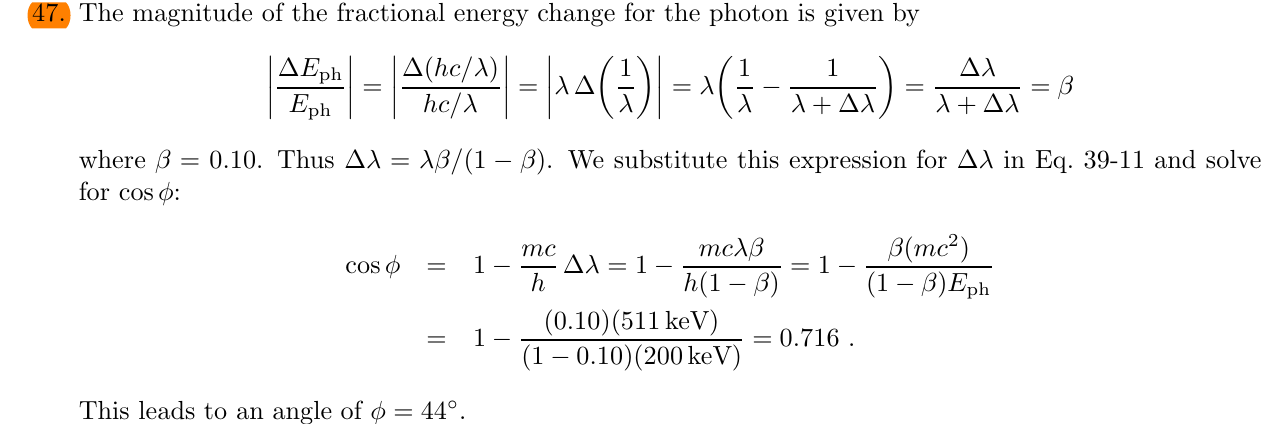 47. The magnitude of the fractional energy change for the photon is given by
|ΔE_ph / E_ph| = |Δ(hc/λ) / (hc/λ)| = |λ Δ(1/λ)| = λ(1/λ − 1/(λ + Δλ)) = Δλ/(λ + Δλ) = β
where β = 0.10. Thus Δλ = λβ/(1 − β). We substitute this expression for Δλ in Eq. 39-11 and solve
for cos ϕ:
cos ϕ = 1 − (mc/h) Δλ = 1 − mcλβ/(h(1 − β)) = 1 − β(mc²)/((1 − β)E_ph)
= 1 − (0.10)(511 keV)/((1 − 0.10)(200 keV)) = 0.716 .
This leads to an angle of ϕ = 44°.